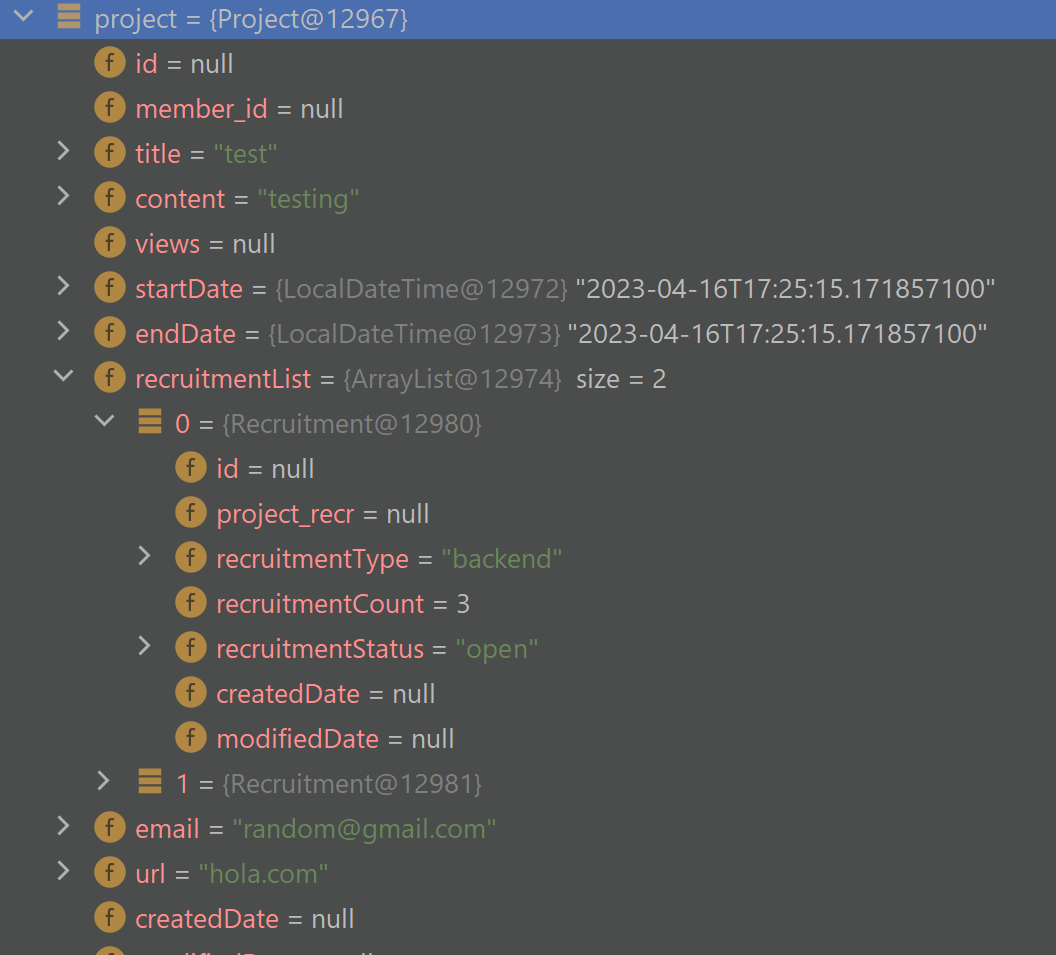 project = {Project@12967}
f id = null
f member_id = null
f title = "test"
f content = "testing"
f views = null
f startDate = {LocalDateTime@12972} "2023-04-16T17:25:15.171857100"
f endDate = {LocalDateTime@12973} "2023-04-16T17:25:15.171857100"
f recruitmentList = {ArrayList@12974} size = 2
0 = {Recruitment@12980}
f id = null
f project_recr = null
f recruitmentType = "backend"
f recruitmentCount = 3
f recruitmentStatus = "open"
f createdDate = null
f modifiedDate = null
1 = {Recruitment@12981}
f email = "random@gmail.com"
f url = "hola.com"
f createdDate = null